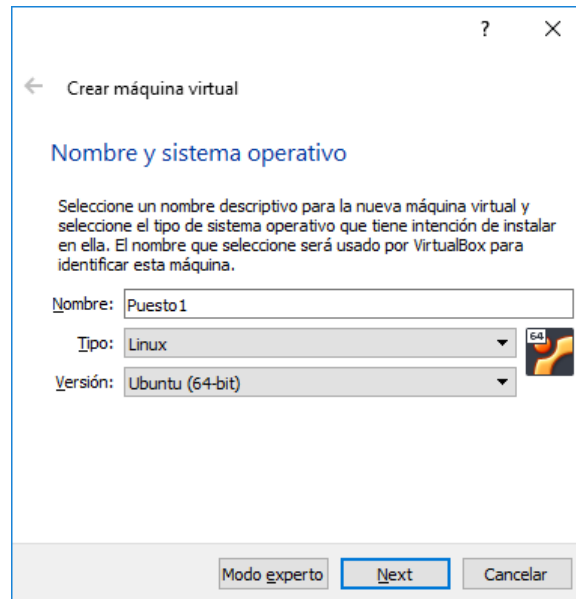 ?
Crear máquina virtual
Nombre y sistema operativo
Seleccione un nombre descriptivo para la nueva máquina virtual y
seleccione el tipo de sistema operativo que tiene intención de instalar
en ella. El nombre que seleccione será usado por VirtualBox para
identificar esta máquina.
Nombre: Puesto1
Tipo: Linux
64
Versión: Ubuntu (64-bit)
Modo experto Next Cancelar